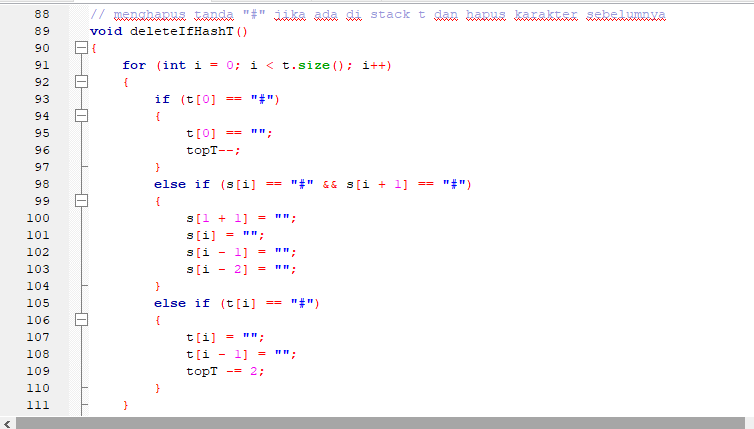 88 // menghapus tanda "#" jika ada di stack t dan hapus karakter sebelumnya
89 void deleteIfHashT()
90 {
91 for (int i = 0; i < t.size(); i++)
92 {
93 if (t[0] == "#")
94 {
95 t[0] == "";
96 topT--;
97 }
98 else if (s[i] == "#" && s[i + 1] == "#")
99 {
100 s[1 + 1] = "";
101 s[i] = "";
102 s[i - 1] = "";
103 s[i - 2] = "";
104 }
105 else if (t[i] == "#")
106 {
107 t[i] = "";
108 t[i - 1] = "";
109 topT -= 2;
110 }
111 }